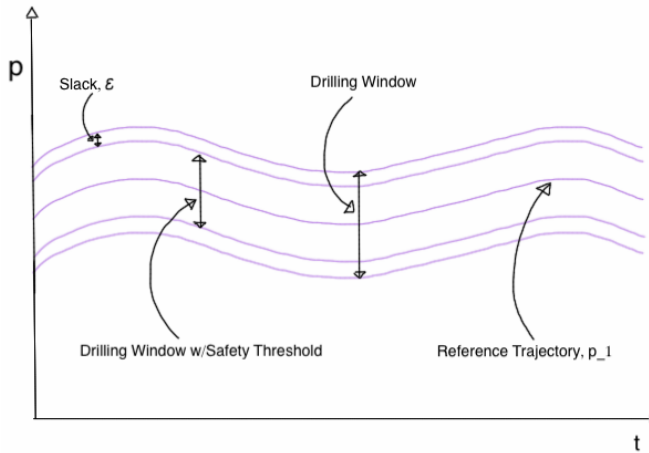 p
Slack, ε
Drilling Window
Drilling Window w/Safety Threshold
Reference Trajectory, p_1
t